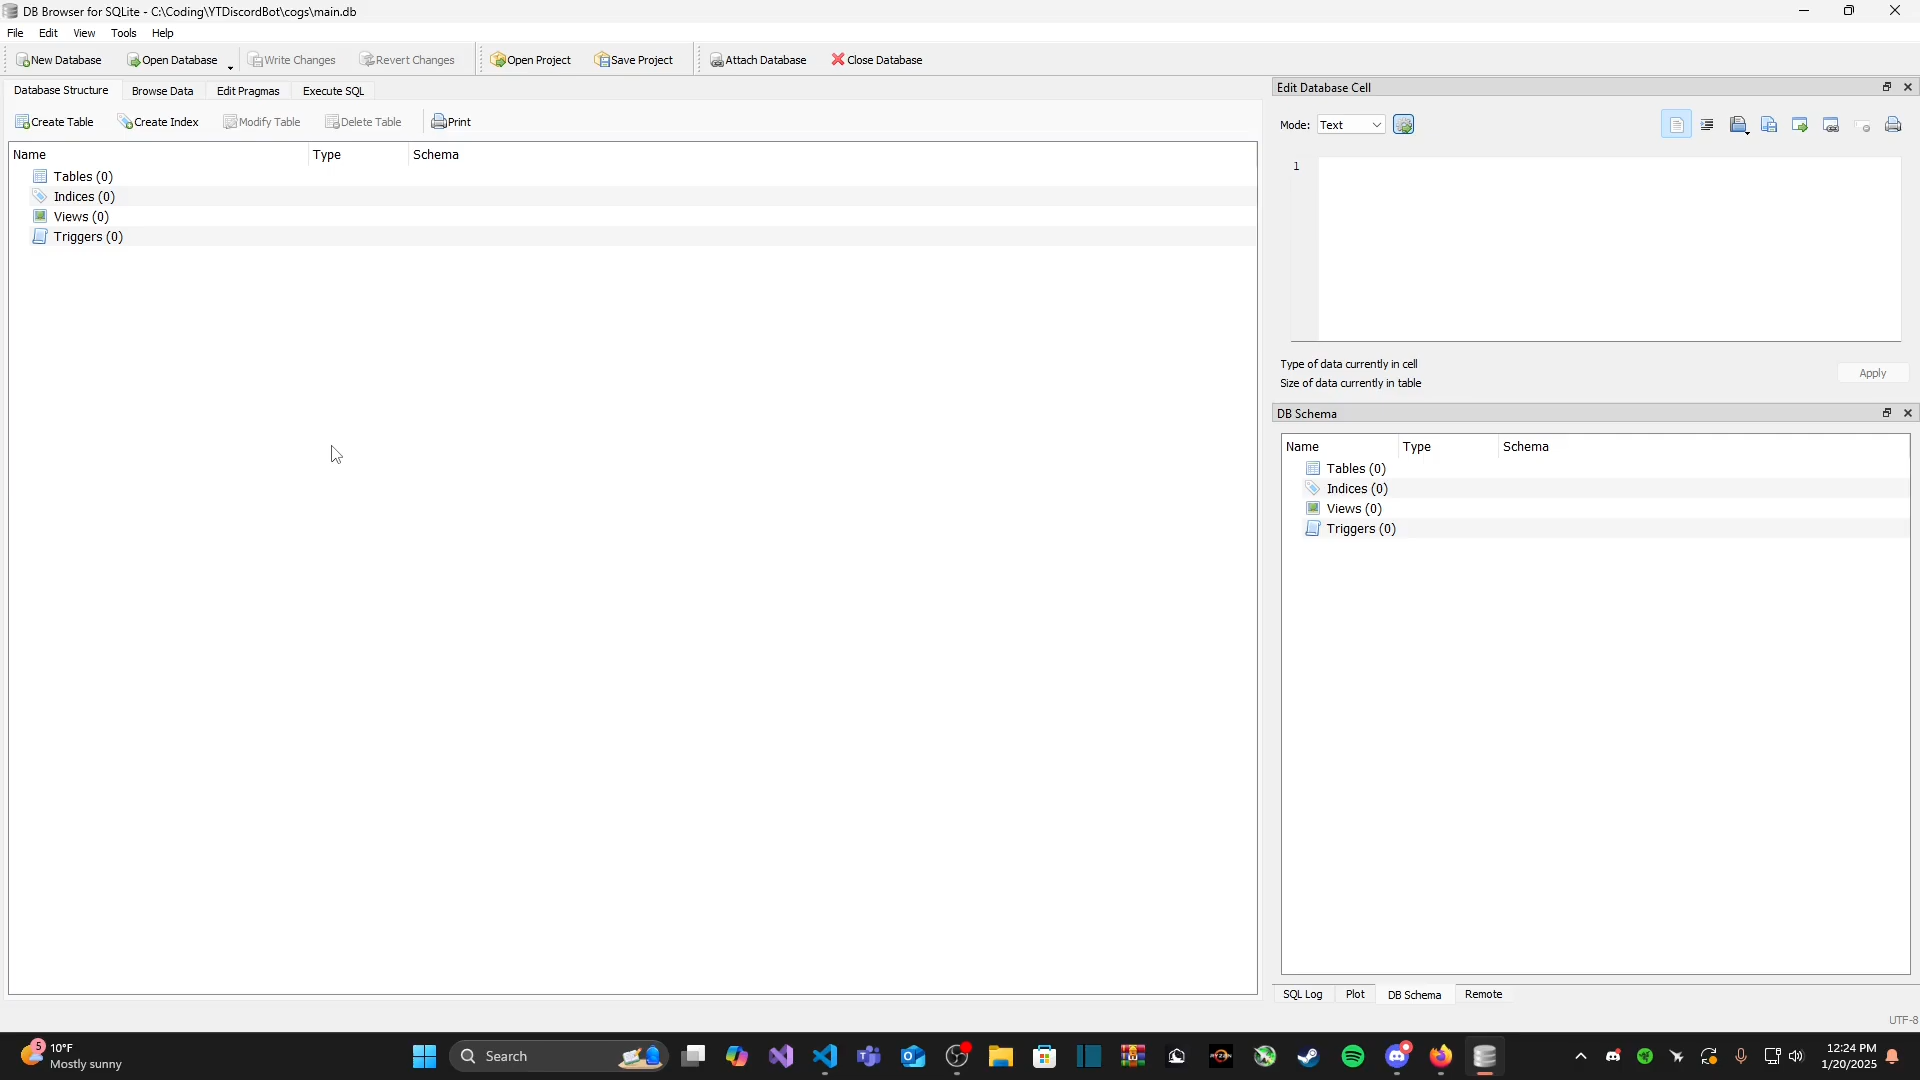 DB Browser for SQLite - C:\Coding\YTDiscordBot\cogs\main.db
File Edit View Tools Help
New Database Open Database Write Changes Revert Changes Open Project Save Project Attach Database Close Database
Database Structure Browse Data Edit Pragmas Execute SQL
Create Table Create Index Modify Table Delete Table Print
Name Type Schema
Tables (0)
Indices (0)
Views (0)
Triggers (0)
Edit Database Cell
Mode: Text
1
Type of data currently in cell
Size of data currently in table
Apply
DB Schema
Name Type Schema
Tables (0)
Indices (0)
Views (0)
Triggers (0)
SQL Log Plot DB Schema Remote
UTF-8
5
10°F
Mostly sunny
Search
12:24 PM
1/20/2025